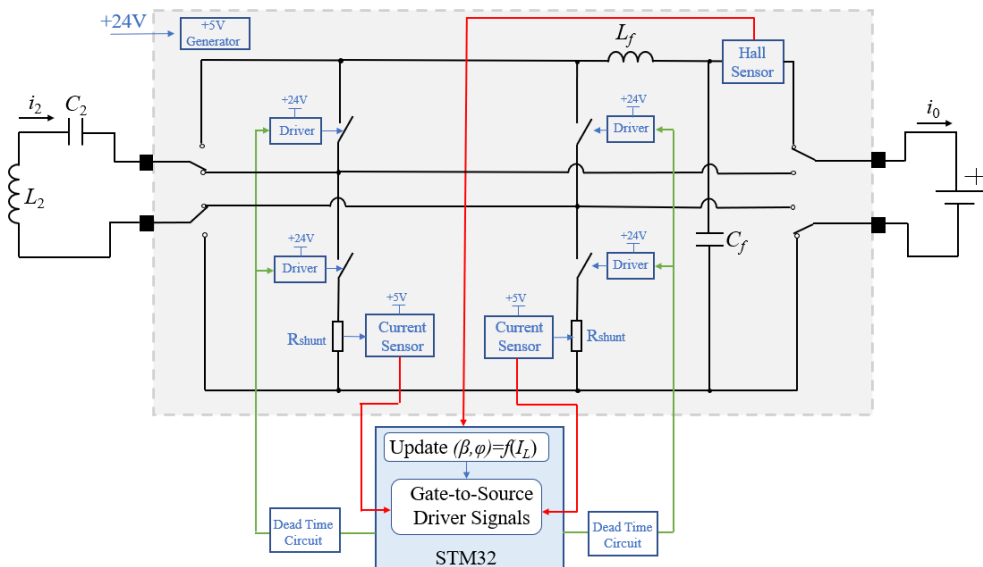 +24V
+5V
Generator
Lf
Hall
Sensor
i2
C2
+24V
Driver
+24V
Driver
i0
L2
+
+24V
Driver
+24V
Driver
Cf
+5V
Current
Sensor
Rshunt
+5V
Current
Sensor
Rshunt
Update (β,φ)=f(IL)
Gate-to-Source
Driver Signals
Dead Time
Circuit
Dead Time
Circuit
STM32